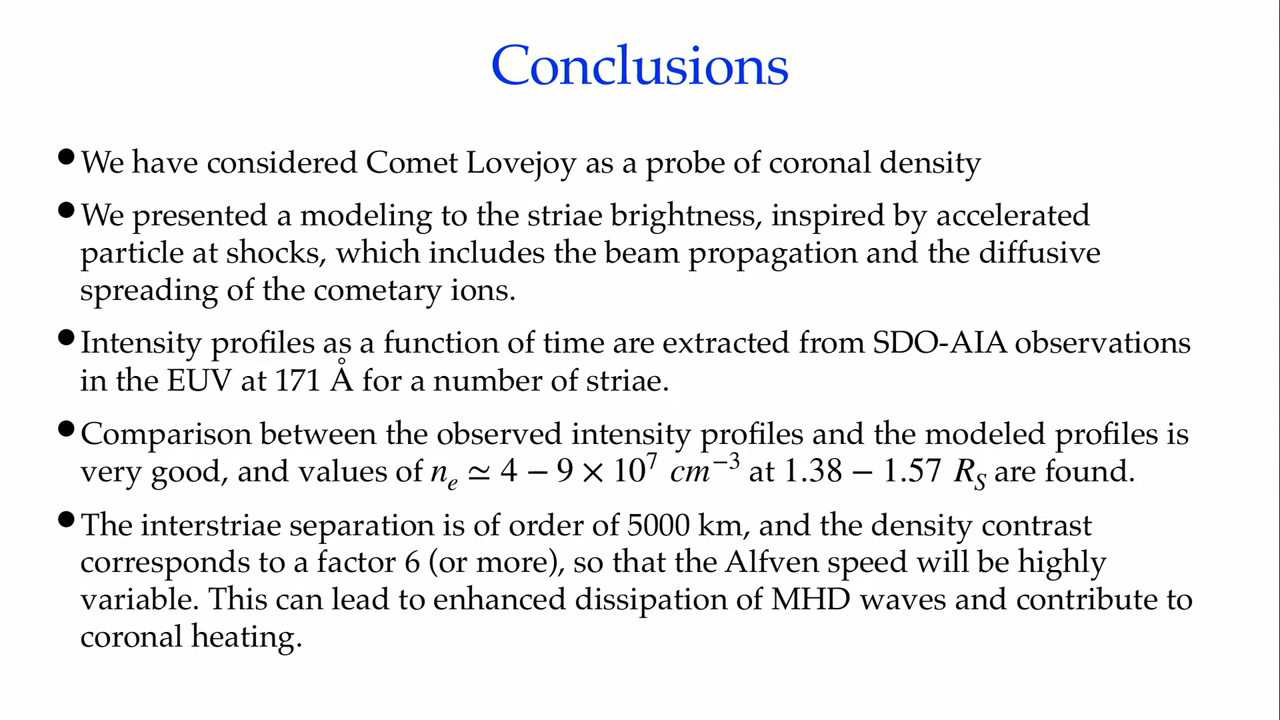 Conclusions
•We have considered Comet Lovejoy as a probe of coronal density
•We presented a modeling to the striae brightness, inspired by accelerated
particle at shocks, which includes the beam propagation and the diffusive
spreading of the cometary ions.
•Intensity profiles as a function of time are extracted from SDO-AIA observations
in the EUV at 171 Å for a number of striae.
•Comparison between the observed intensity profiles and the modeled profiles is
very good, and values of nₑ ≃ 4 − 9 × 10⁷ cm⁻³ at 1.38 − 1.57 R_S are found.
•The interstriae separation is of order of 5000 km, and the density contrast
corresponds to a factor 6 (or more), so that the Alfven speed will be highly
variable. This can lead to enhanced dissipation of MHD waves and contribute to
coronal heating.